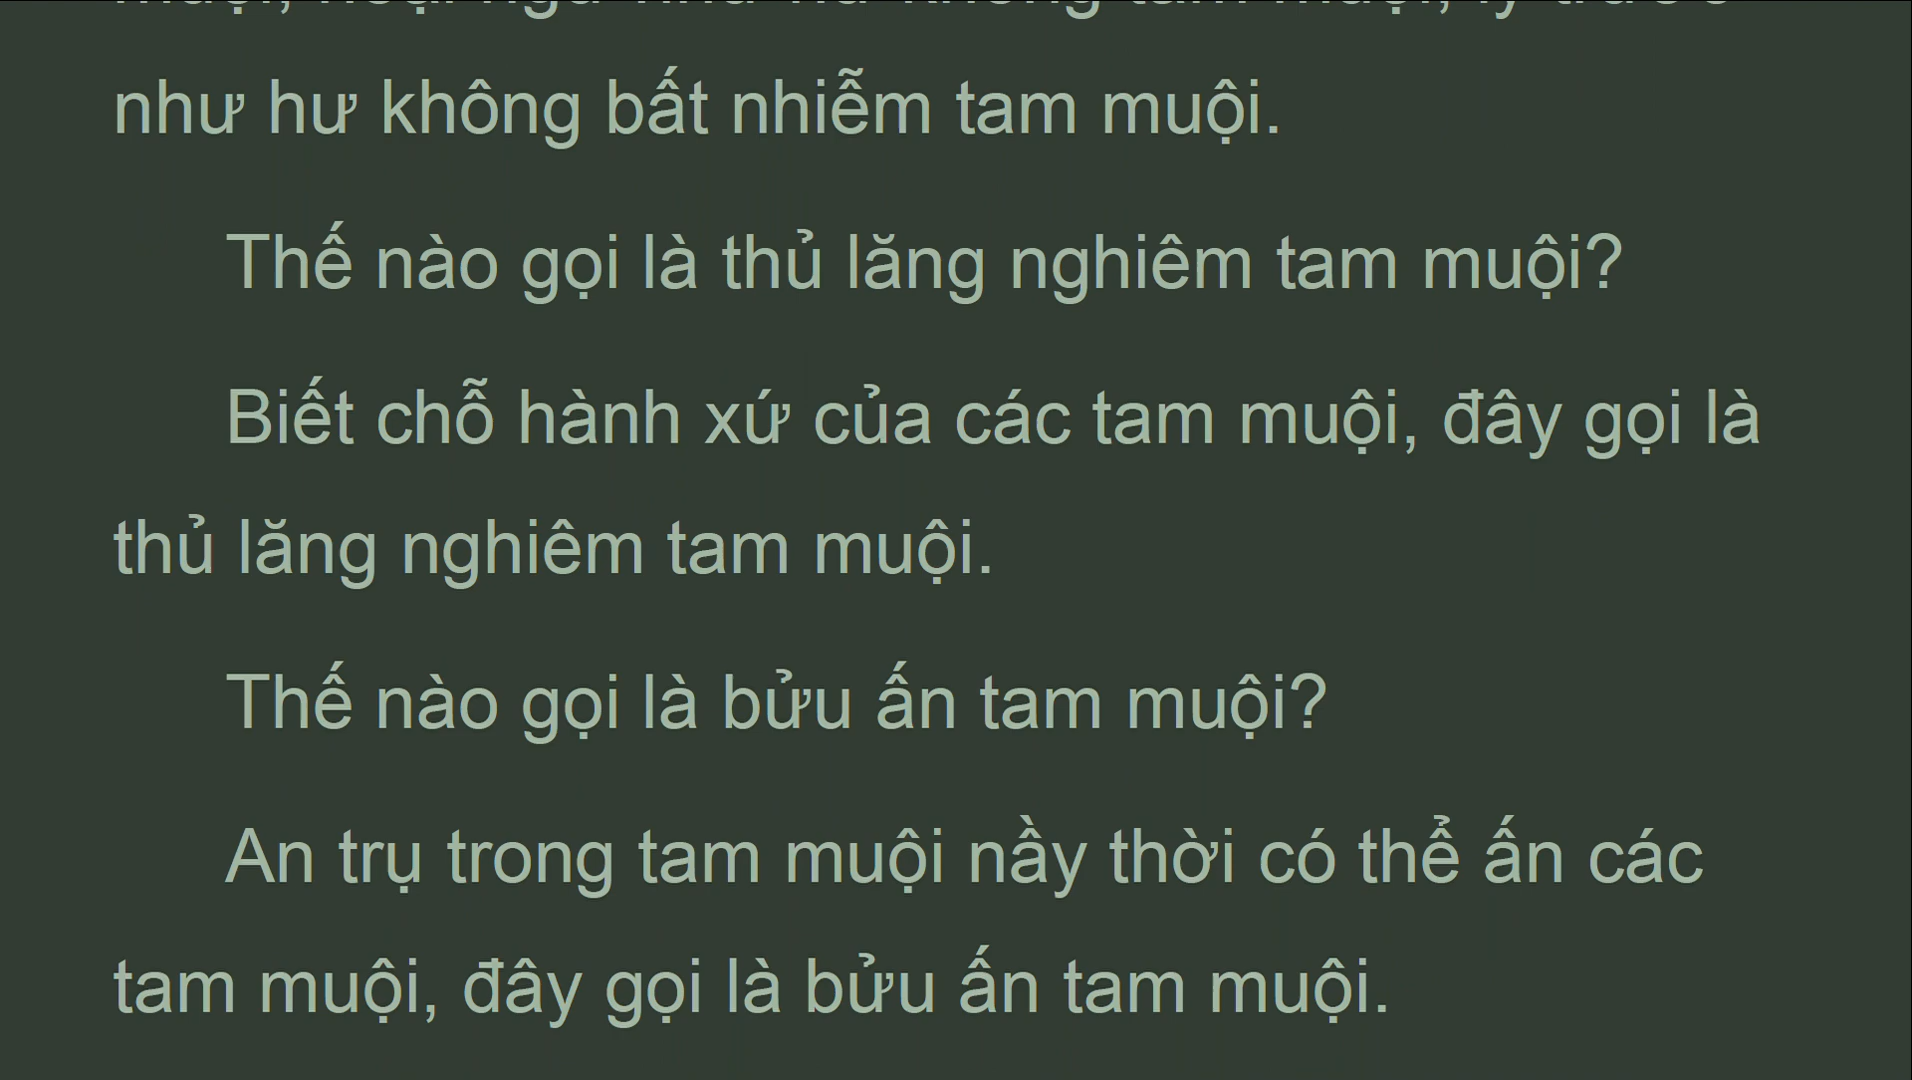 như hư không bất nhiễm tam muội.
Thế nào gọi là thủ lăng nghiêm tam muội?
Biết chỗ hành xứ của các tam muội, đây gọi là
thủ lăng nghiêm tam muội.
Thế nào gọi là bửu ấn tam muội?
An trụ trong tam muội nầy thời có thể ấn các
tam muội, đây gọi là bửu ấn tam muội.